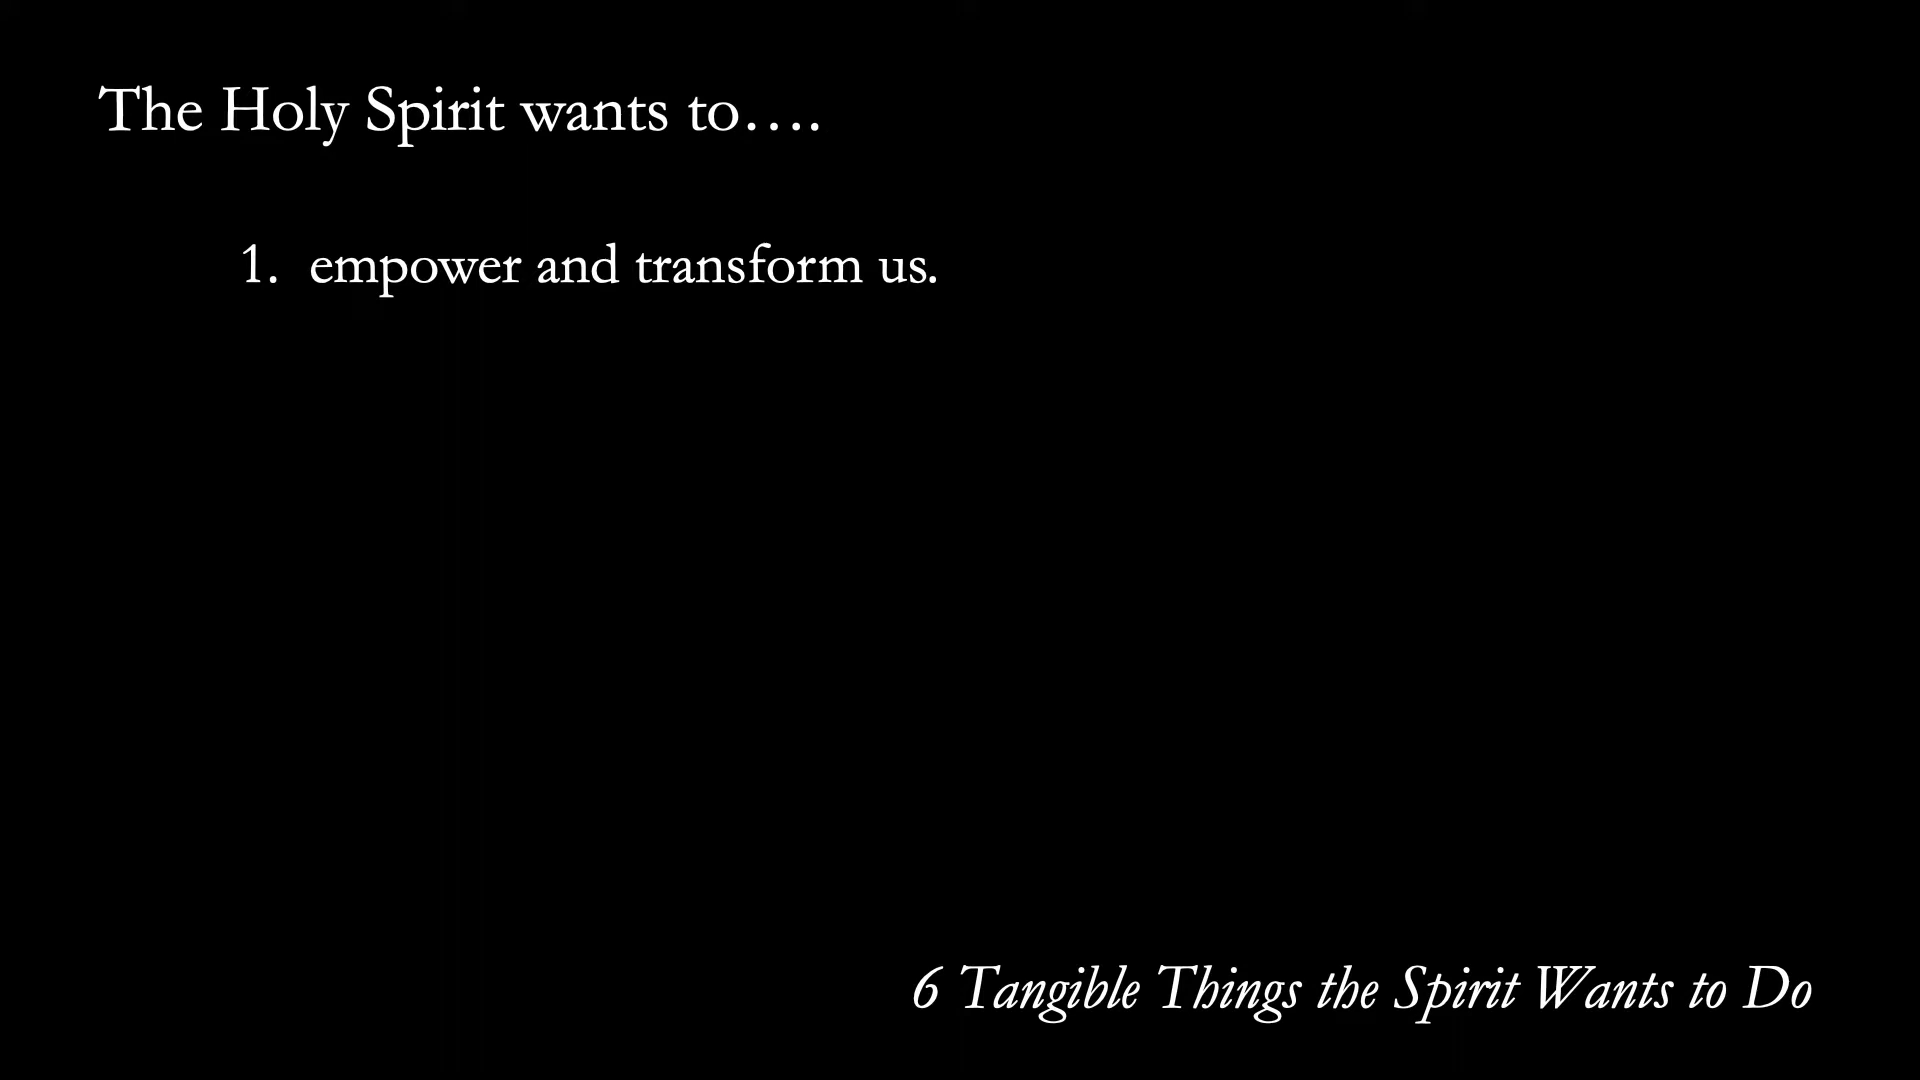 The Holy Spirit wants to….
1. empower and transform us.
6 Tangible Things the Spirit Wants to Do